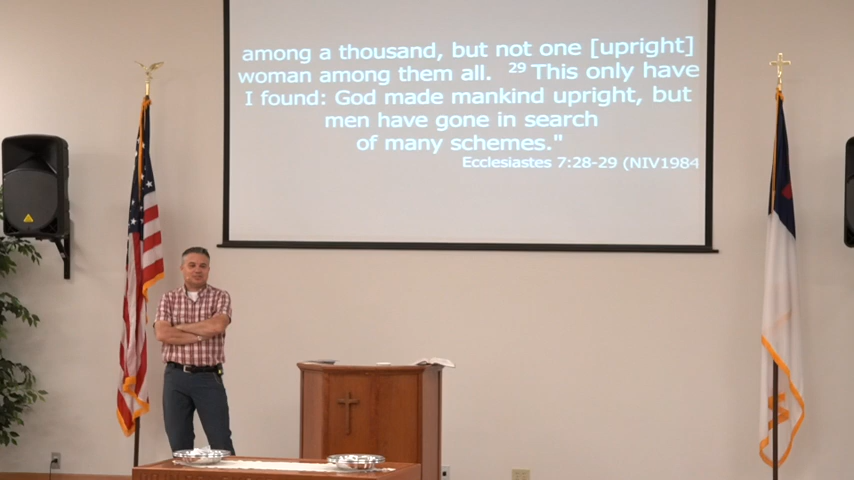 among a thousand, but not one [upright]
woman among them all. 29 This only have
I found: God made mankind upright, but
men have gone in search
of many schemes."
Ecclesiastes 7:28-29 (NIV1984